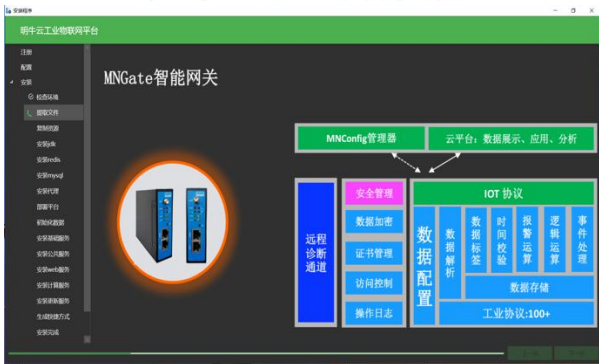 安装程序
明牛云工业物联网平台
注册
配置
安装
检查环境
提取文件
复制资源
安装jdk
安装redis
安装mysql
安装代理
部署平台
初始化数据
安装基础服务
安装公共服务
安装web服务
安装计算服务
安装更新服务
生成快捷方式
安装完成
MNGate智能网关
MNConfig管理器
云平台：数据展示、应用、分析
远程诊断通道
安全管理
数据加密
证书管理
访问控制
操作日志
IOT 协议
数据配置
数据解析
数据标签
时间校验
报警运算
逻辑运算
事件处理
数据存储
工业协议:100+